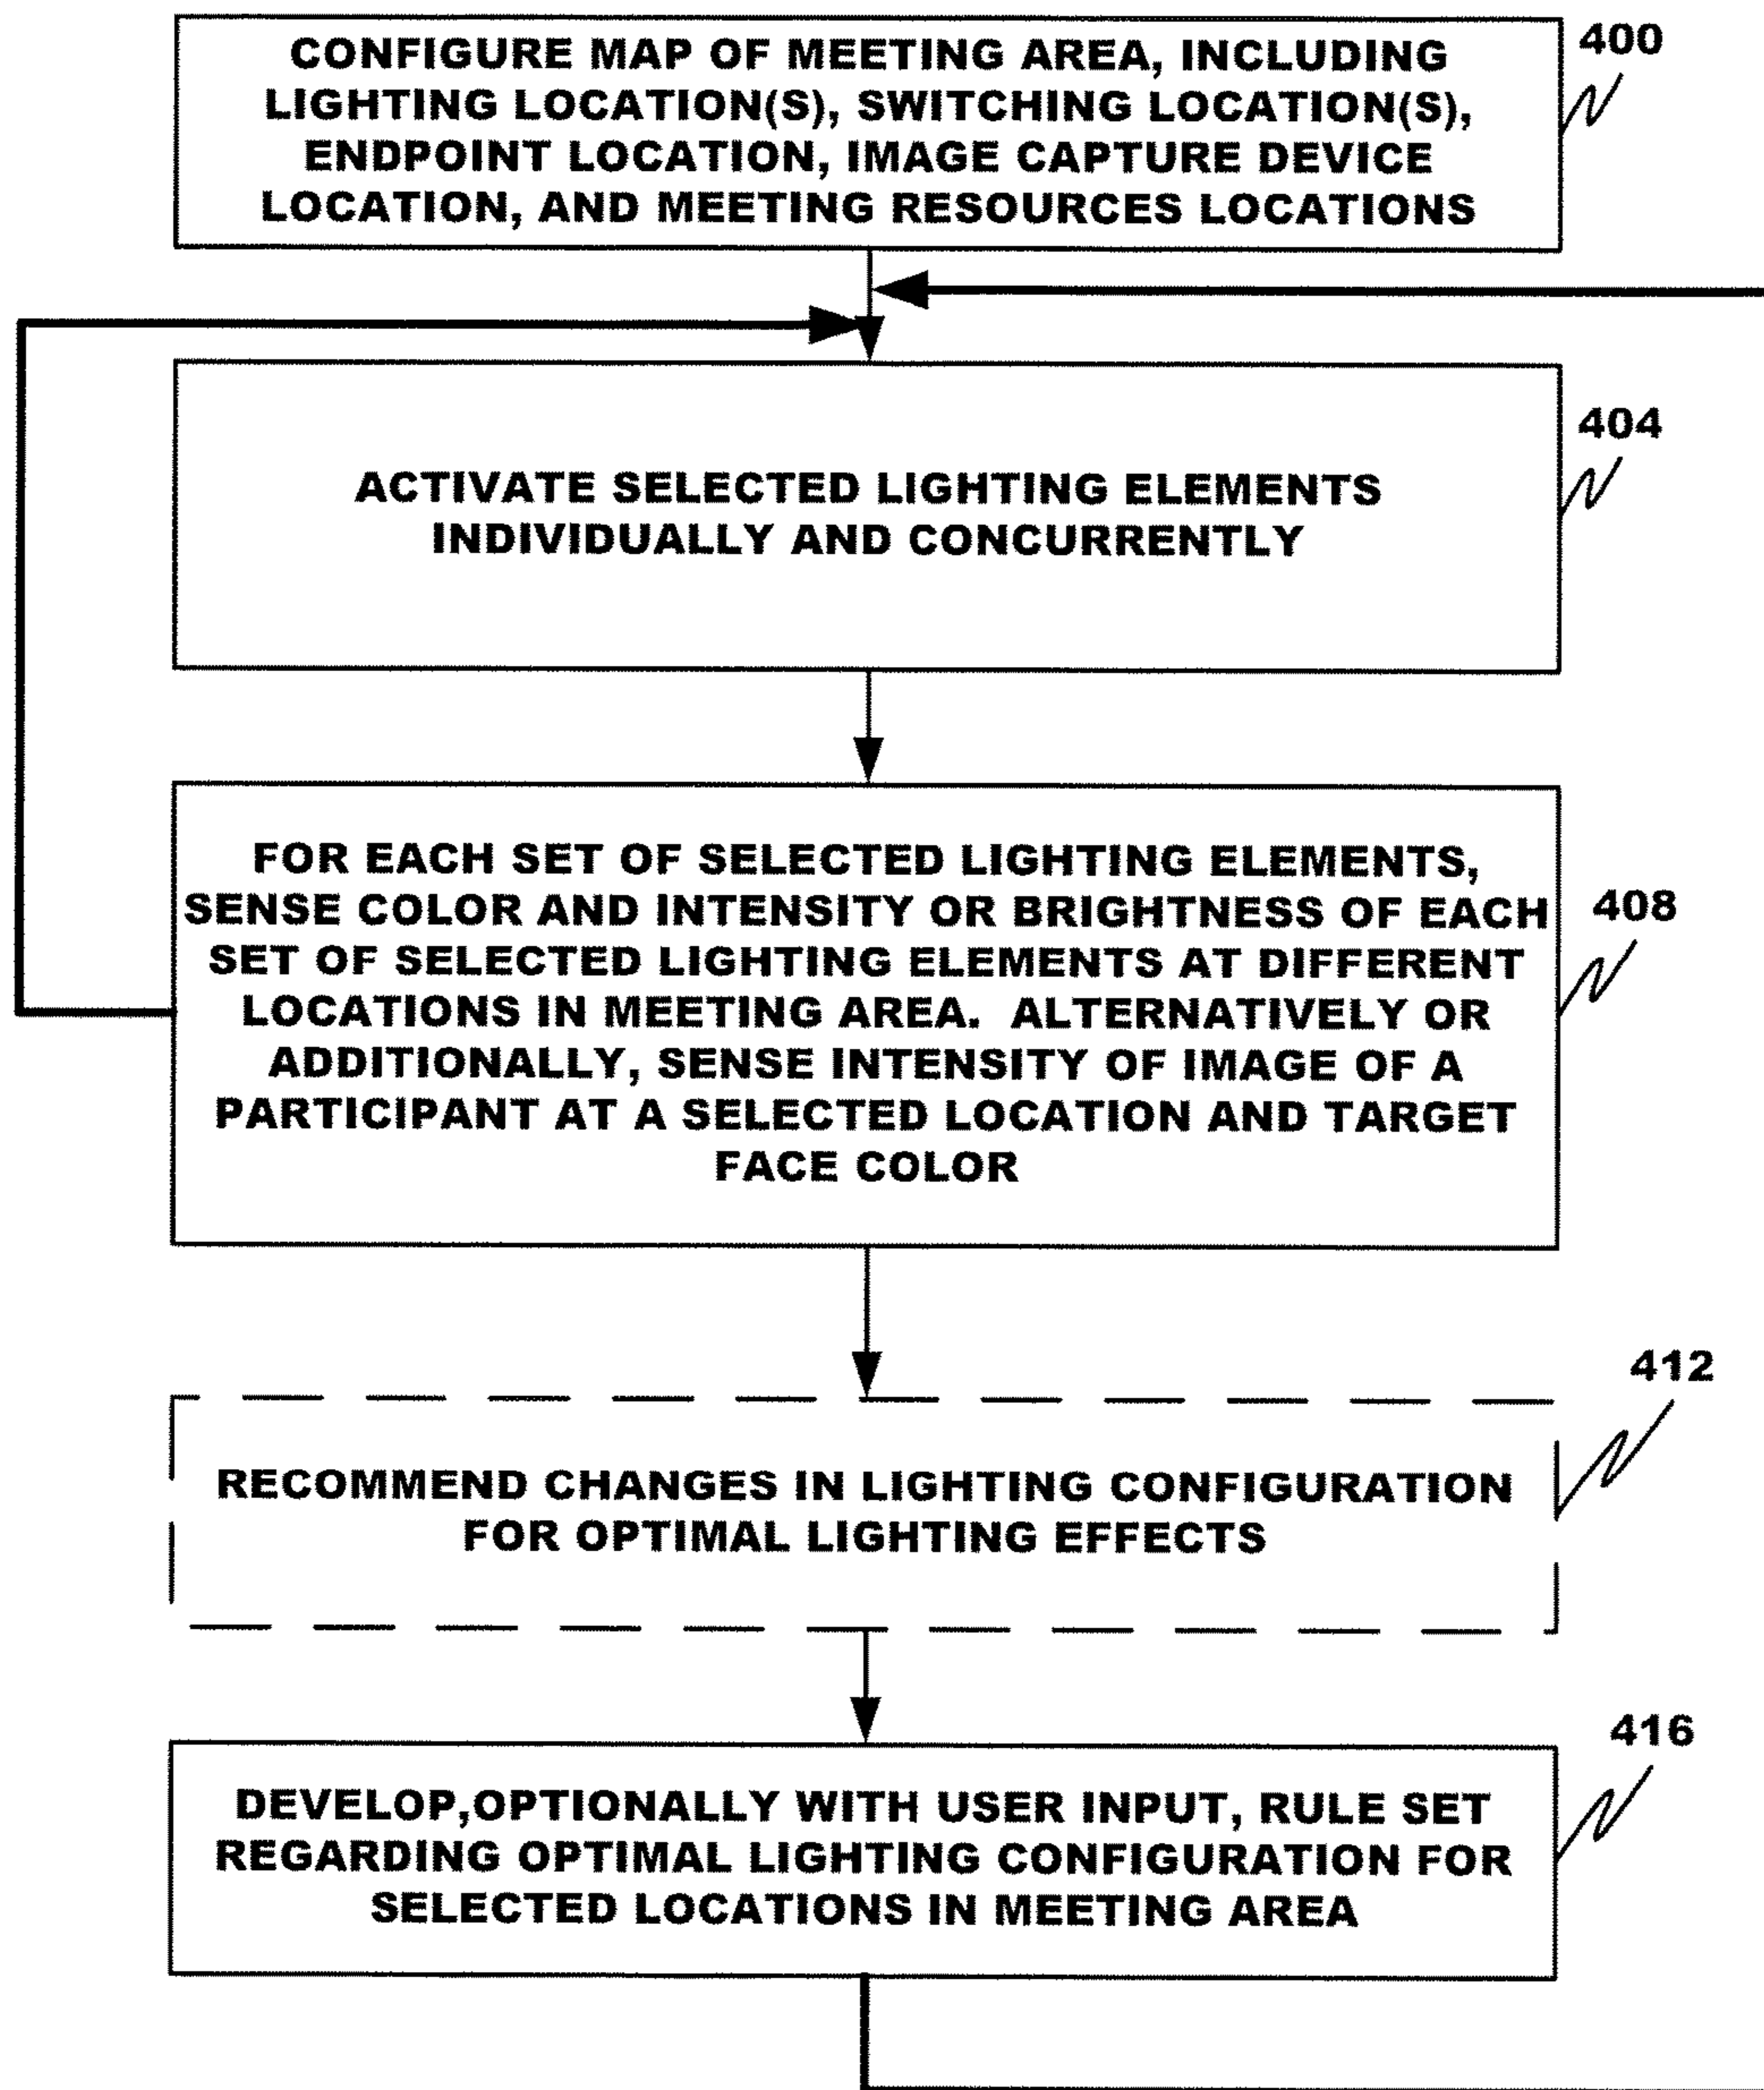 CONFIGURE MAP OF MEETING AREA, INCLUDING
LIGHTING LOCATION(S), SWITCHING LOCATION(S),
ENDPOINT LOCATION, IMAGE CAPTURE DEVICE
LOCATION, AND MEETING RESOURCES LOCATIONS
400
ACTIVATE SELECTED LIGHTING ELEMENTS
INDIVIDUALLY AND CONCURRENTLY
404
FOR EACH SET OF SELECTED LIGHTING ELEMENTS,
SENSE COLOR AND INTENSITY OR BRIGHTNESS OF EACH
SET OF SELECTED LIGHTING ELEMENTS AT DIFFERENT
LOCATIONS IN MEETING AREA. ALTERNATIVELY OR
ADDITIONALLY, SENSE INTENSITY OF IMAGE OF A
PARTICIPANT AT A SELECTED LOCATION AND TARGET
FACE COLOR
408
RECOMMEND CHANGES IN LIGHTING CONFIGURATION
FOR OPTIMAL LIGHTING EFFECTS
412
DEVELOP,OPTIONALLY WITH USER INPUT, RULE SET
REGARDING OPTIMAL LIGHTING CONFIGURATION FOR
SELECTED LOCATIONS IN MEETING AREA
416